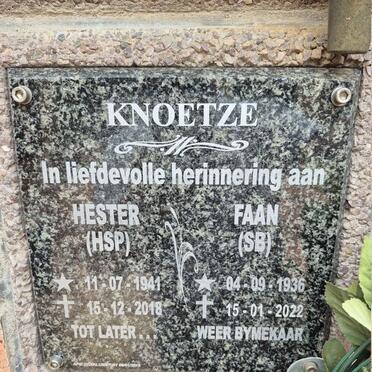 KNOETZE
In liefdevolle herinnering aan
HESTER FAAN
(HSP) (SB)
11-07-1941 04-09-1936
15-12-2018 15-01-2022
TOT LATER... WEER BYMEKAAR